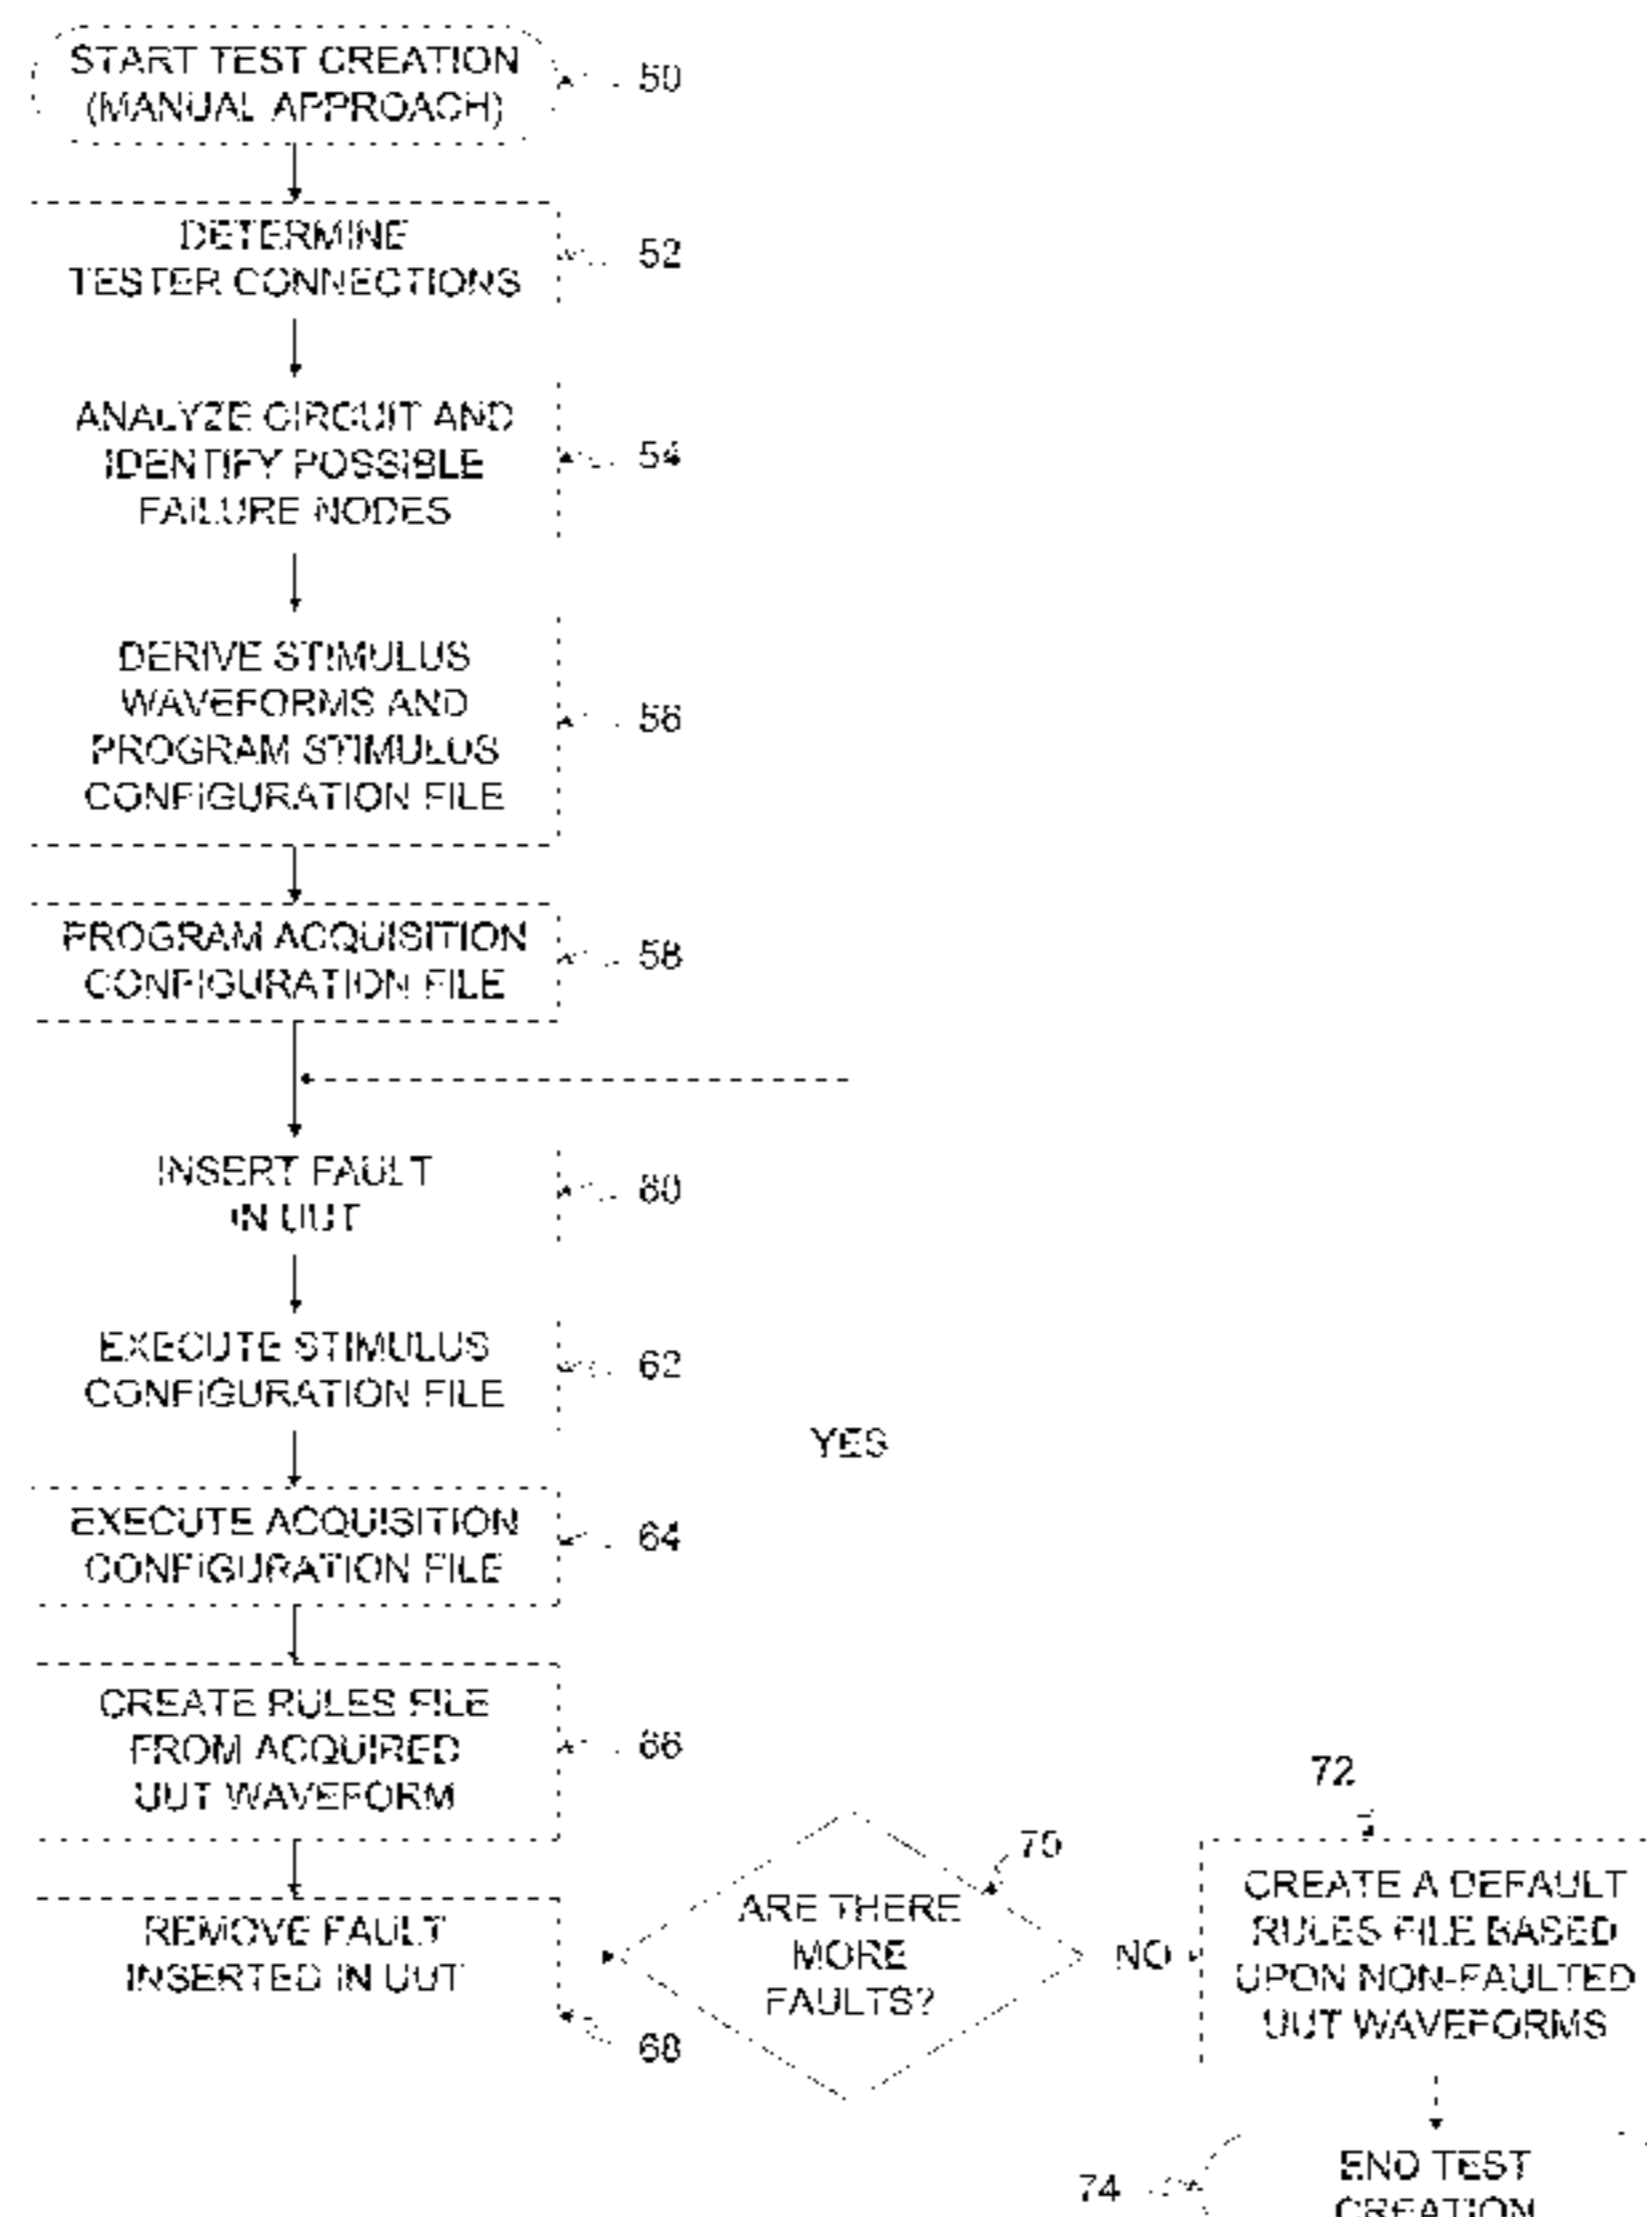 START TEST CREATION
(MANUAL APPROACH)
50
DETERMINE
TESTER CONNECTIONS
52
ANALYZE CIRCUIT AND
IDENTIFY POSSIBLE
FAILURE NODES
54
DERIVE STIMULUS
WAVEFORMS AND
PROGRAM STIMULUS
CONFIGURATION FILE
56
PROGRAM ACQUISITION
CONFIGURATION FILE
58
INSERT FAULT
IN UUT
60
EXECUTE STIMULUS
CONFIGURATION FILE
62
YES
EXECUTE ACQUISITION
CONFIGURATION FILE
64
CREATE RULES FILE
FROM ACQUIRED
UUT WAVEFORM
66
REMOVE FAULT
INSERTED IN UUT
68
ARE THERE
MORE
FAULTS?
70
NO
72
CREATE A DEFAULT
RULES FILE BASED
UPON NON-FAULTED
UUT WAVEFORMS
74
END TEST
CREATION